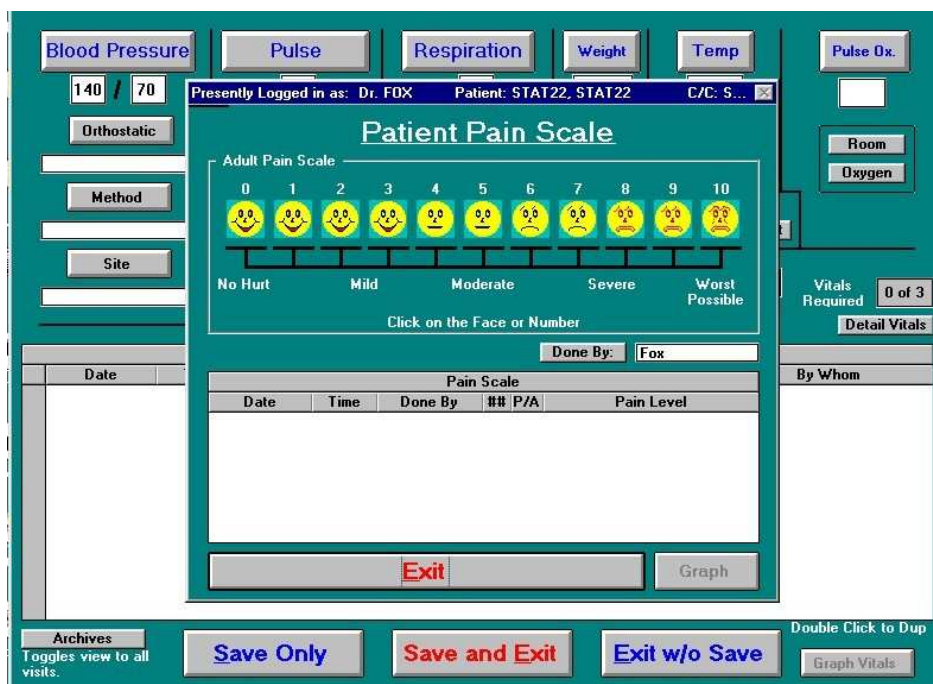 Blood Pressure Pulse Respiration Weight Temp Pulse Ox.
140 / 70
Presently Logged in as: Dr. FOX Patient: STAT22, STAT22 C/C: S...
Orthostatic
Method
Site
Room
Oxygen
Vitals Required 0 of 3
Detail Vitals
Patient Pain Scale
Adult Pain Scale
0 1 2 3 4 5 6 7 8 9 10
No Hurt Mild Moderate Severe Worst Possible
Click on the Face or Number
Done By: Fox
Pain Scale
Date Time Done By ## P/A Pain Level
Date By Whom
Exit Graph
Archives
Toggles view to all
visits.
Save Only Save and Exit Exit w/o Save
Double Click to Dup
Graph Vitals